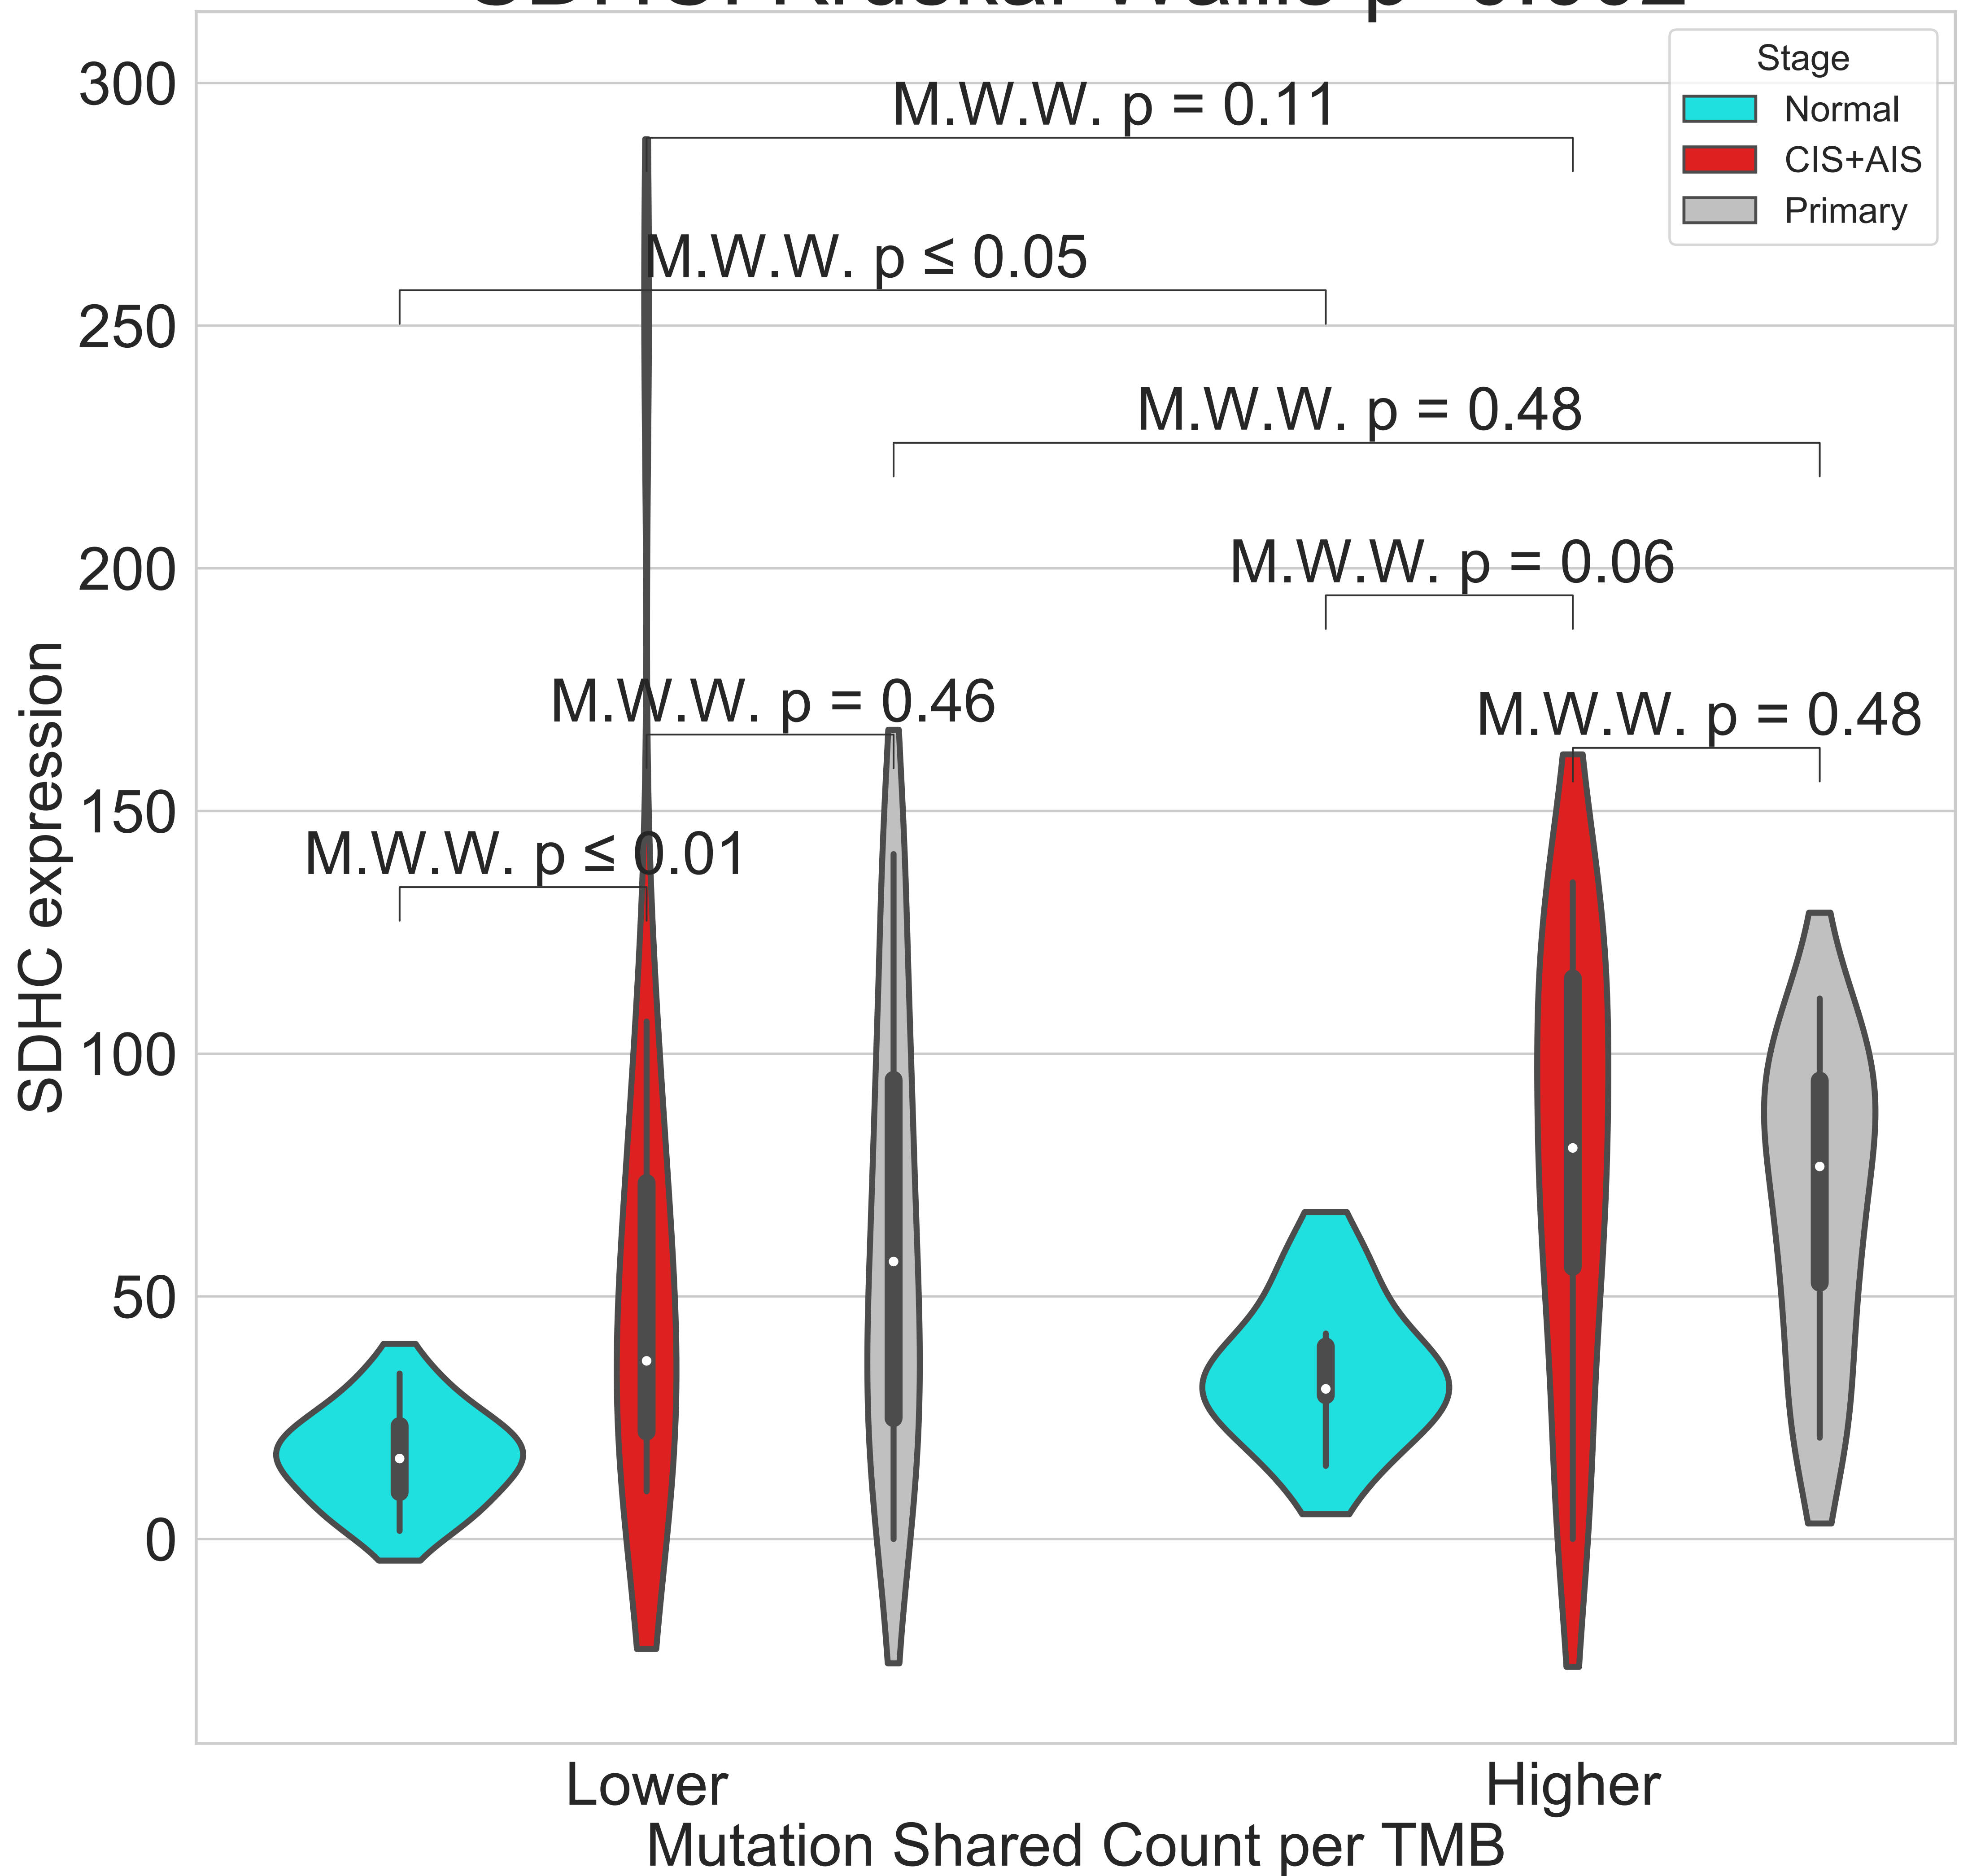 300
250
200
150
100
50
0
SDHC expression
M.W.W. p = 0.11
M.W.W. p ≤ 0.05
M.W.W. p = 0.48
M.W.W. p = 0.06
M.W.W. p = 0.46
M.W.W. p = 0.48
M.W.W. p ≤ 0.01
Stage
Normal
CIS+AIS
Primary
Lower
Higher
Mutation Shared Count per TMB